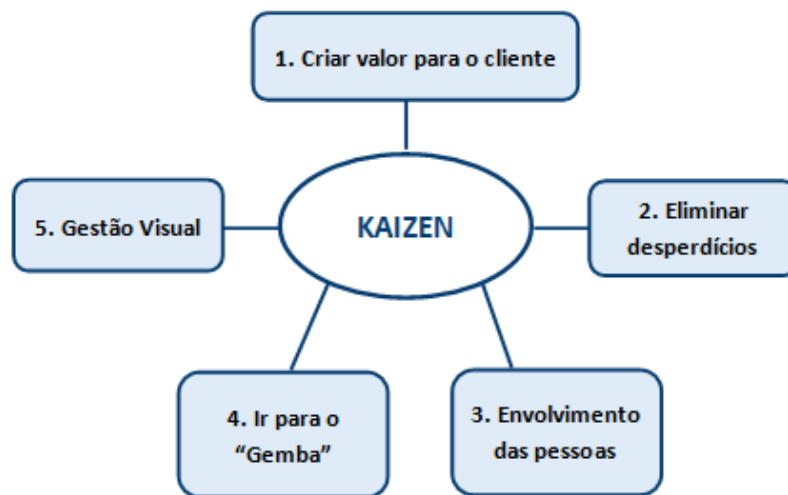 1. Criar valor para o cliente
5. Gestão Visual
KAIZEN
2. Eliminar
desperdícios
4. Ir para o
“Gemba”
3. Envolvimento
das pessoas